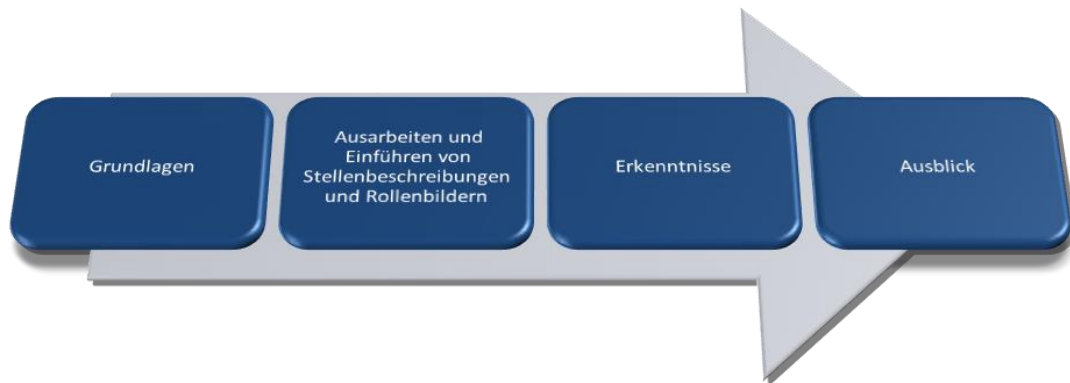 Grundlagen
Ausarbeiten und
Einführen von
Stellenbeschreibungen
und Rollenbildern
Erkenntnisse
Ausblick